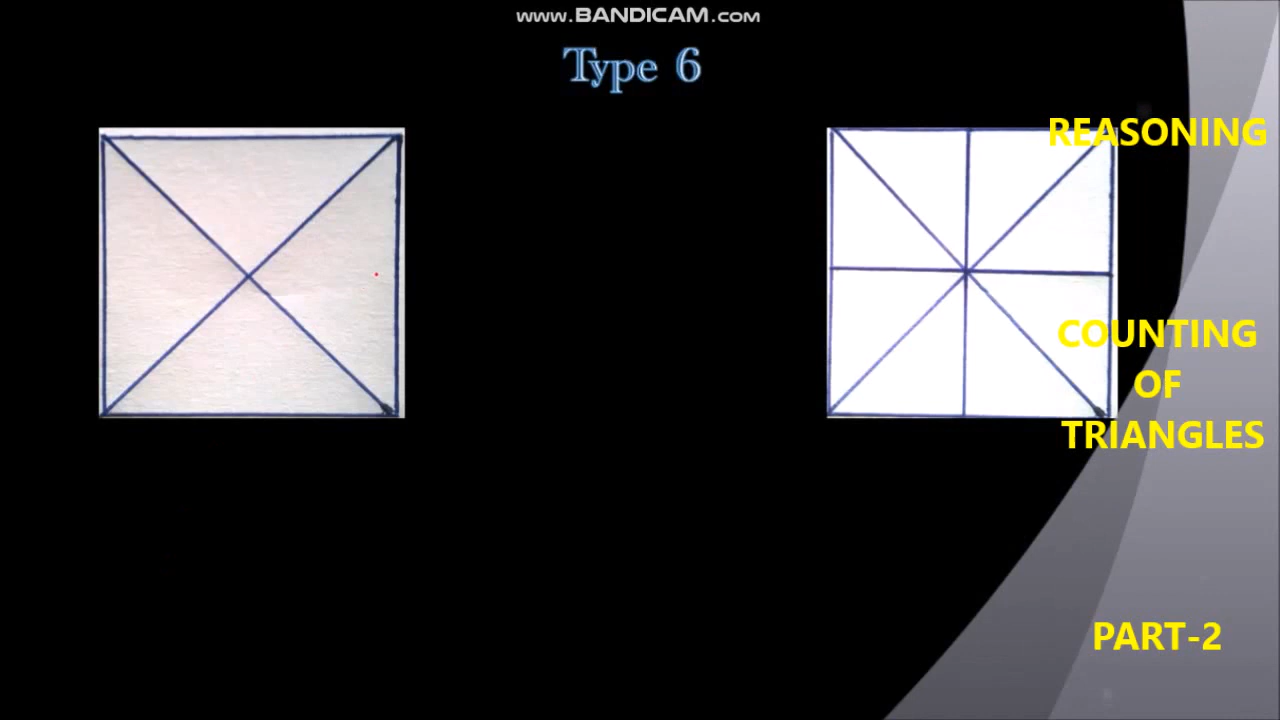 www.BANDICAM.com
Type 6
REASONING
COUNTING
OF
TRIANGLES
PART-2